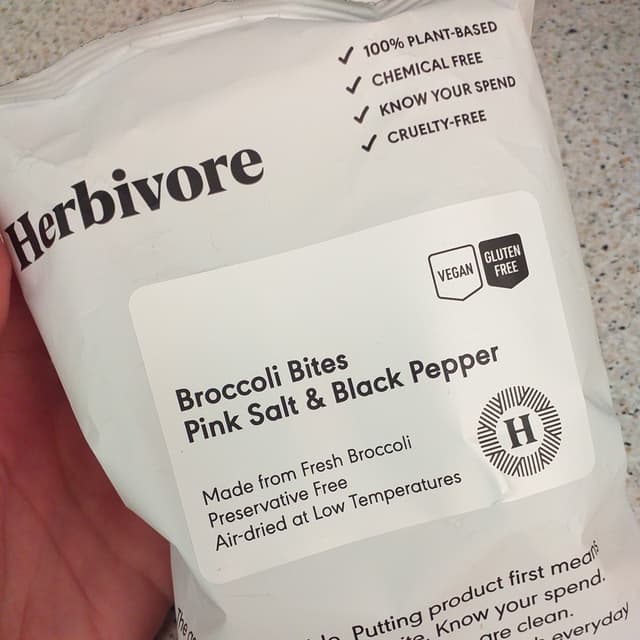 100% PLANT-BASED
CHEMICAL FREE
KNOW YOUR SPEND
CRUELTY-FREE
Herbivore
VEGAN
GLUTEN
FREE
Broccoli Bites
Pink Salt & Black Pepper
H
Made from Fresh Broccoli
Preservative Free
Air-dried at Low Temperatures
Putting product first means
Know your spend.
are clean.
everyday